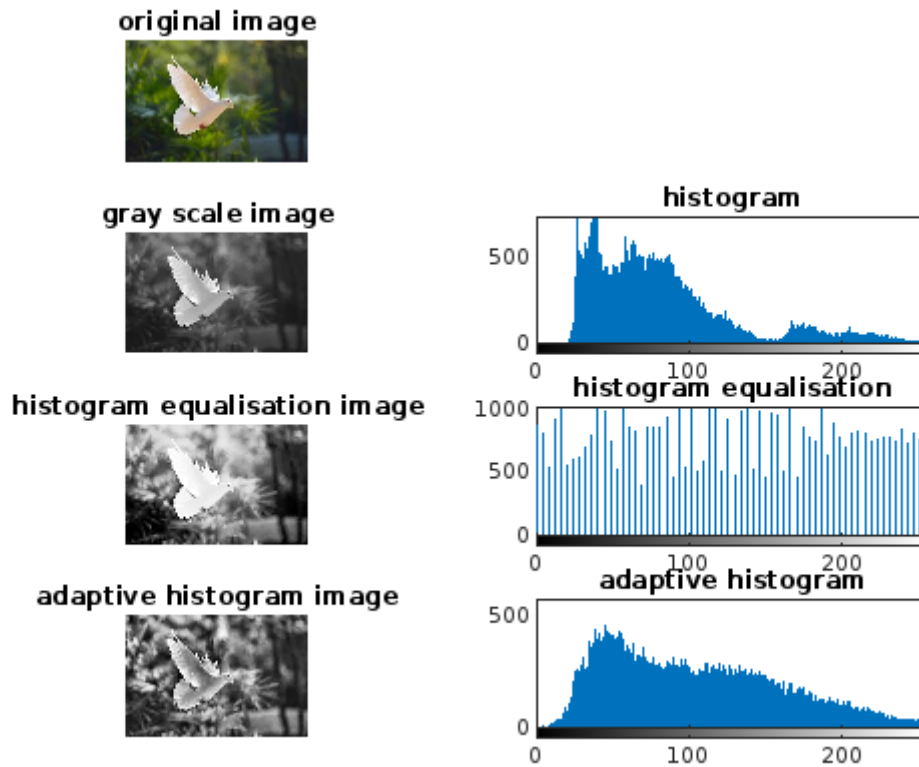 original image
gray scale image
histogram
500
0
0 100 200
histogram equalisation image
histogram equalisation
1000
500
0
0 100 200
adaptive histogram image
adaptive histogram
500
0
0 100 200